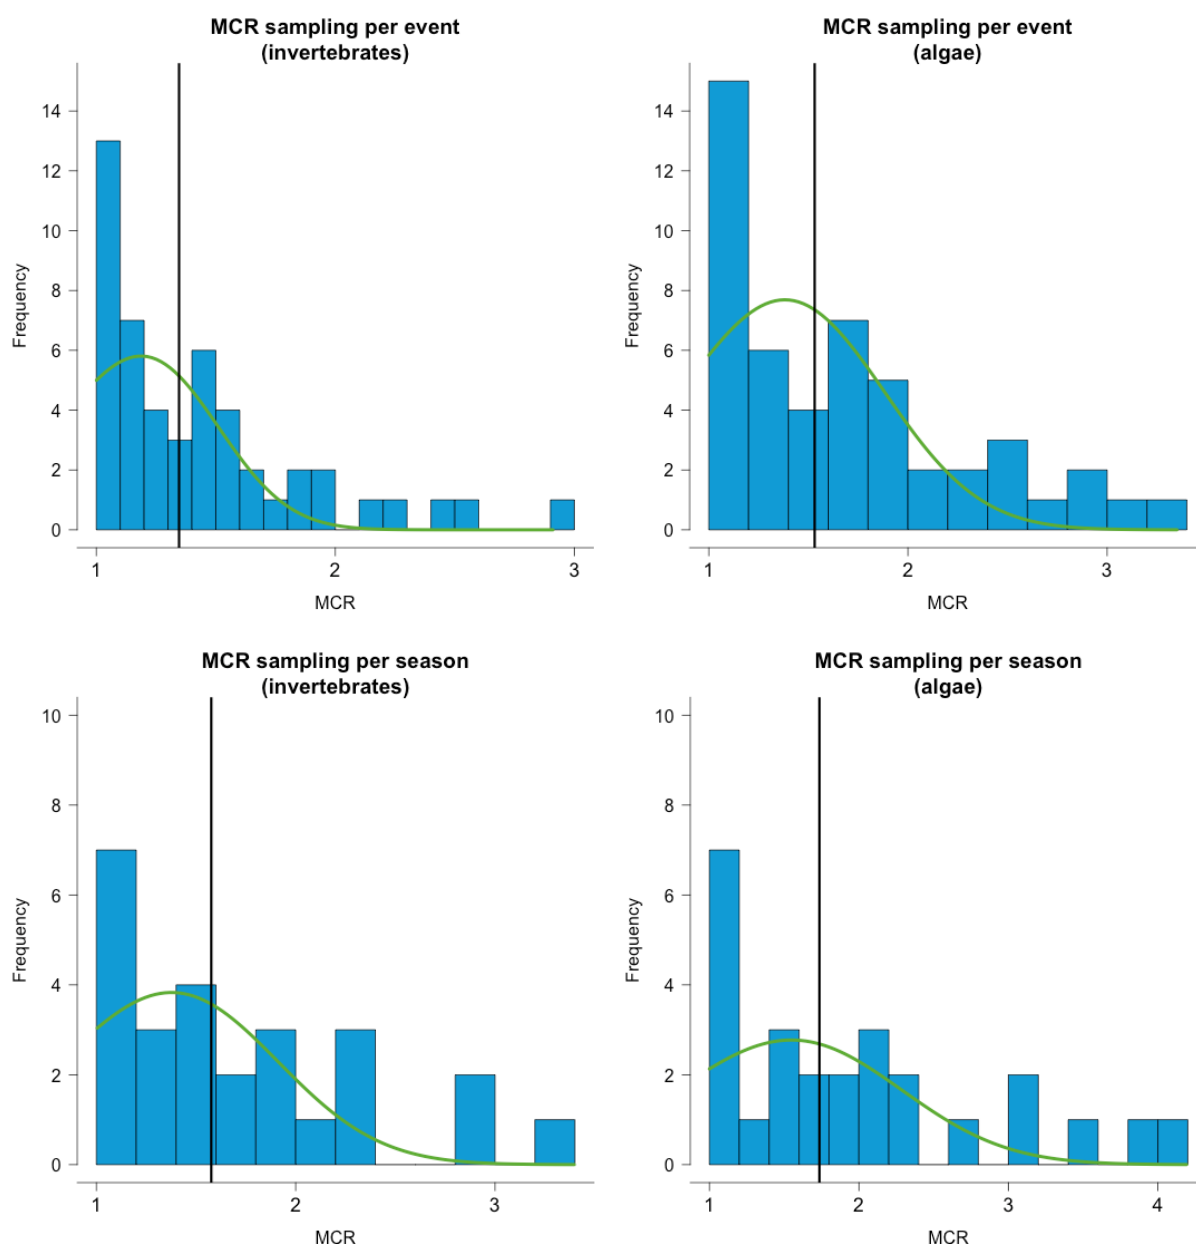 MCR sampling per event
(invertebrates)
14
12
10
8
6
4
2
0
Frequency
1 2 3
MCR
MCR sampling per event
(algae)
14
12
10
8
6
4
2
0
Frequency
1 2 3
MCR
MCR sampling per season
(invertebrates)
10
8
6
4
2
0
Frequency
1 2 3
MCR
MCR sampling per season
(algae)
10
8
6
4
2
0
Frequency
1 2 3 4
MCR